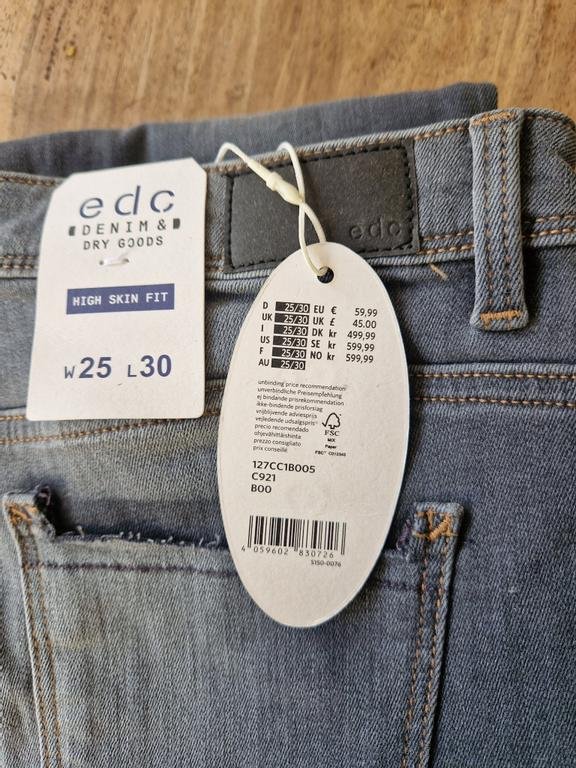 edc
DENIM &
DRY GOODS
HIGH SKIN FIT
W25 L30
edc
D 25/30 EU € 59,99
UK 25/30 UK £ 45.00
I 25/30 DK kr 499,99
US 25/30 SE kr 599,99
F 25/30 NO kr 599,99
AU 25/30
unbinding price recommendation
unverbindliche Preisempfehlung
ej bindande prisrekommendation
ikke-bindende prisforslag
vrijblijvende adviesprijs
vejledende udsalgspris
precio recomendado
ohjevähittäishinta
prezzo consigliato
prix conseillé
FSC
MIX
Paper
FSC® C012345
127CC1B005
C921
B00
4 059602 830726
S150-0076